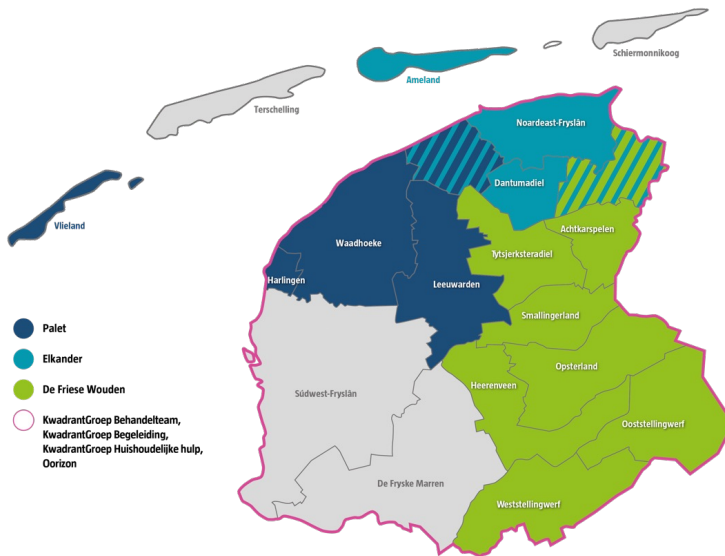 Schiermonnikoog
Ameland
Terschelling
Noardeast-Fryslân
Dantumadiel
Vlieland
Achtkarspelen
Waadhoeke
Tytsjerksteradiel
Harlingen
Leeuwarden
Smallingerland
Palet
Elkander
De Friese Wouden
KwadrantGroep Behandelteam,
KwadrantGroep Begeleiding,
KwadrantGroep Huishoudelijke hulp,
Oorizon
Opsterland
Heerenveen
Súdwest-Fryslân
Ooststellingwerf
De Fryske Marren
Weststellingwerf